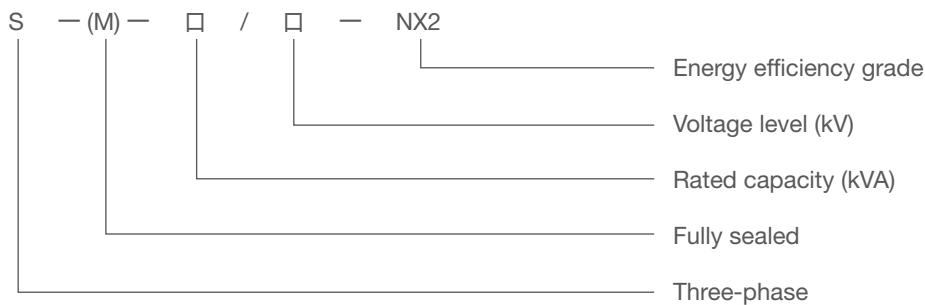 S — (M) — 口 / 口 — NX2
Energy efficiency grade
Voltage level (kV)
Rated capacity (kVA)
Fully sealed
Three-phase